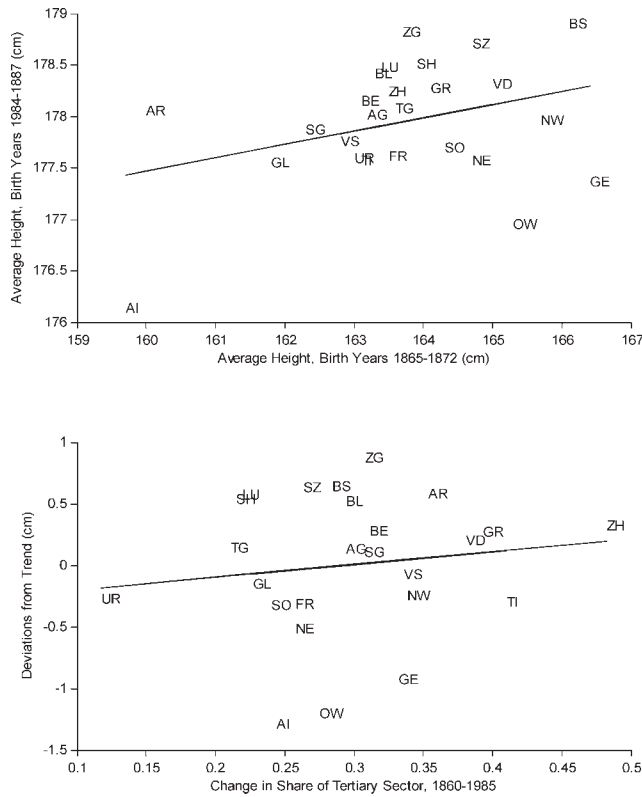 Average Height, Birth Years 1984-1887 (cm)
179
178.5
178
177.5
177
176.5
176
BS
ZG
SZ
LU
SH
BL
VD
GR
ZH
BE
AR
TG
AG
NW
SG
VS
SO
FR
UR
TI
GL
NE
GE
OW
AI
159
160
161
162
163
164
165
166
167
Average Height, Birth Years 1865-1872 (cm)
Deviations from Trend (cm)
1
0.5
0
-0.5
-1
-1.5
ZG
BS
SZ
LU
AR
SH
BL
ZH
BE
GR
VD
TG
AG
SG
VS
GL
NW
UR
TI
SO
FR
NE
GE
OW
AI
0.1
0.15
0.2
0.25
0.3
0.35
0.4
0.45
0.5
Change in Share of Tertiary Sector, 1860-1985